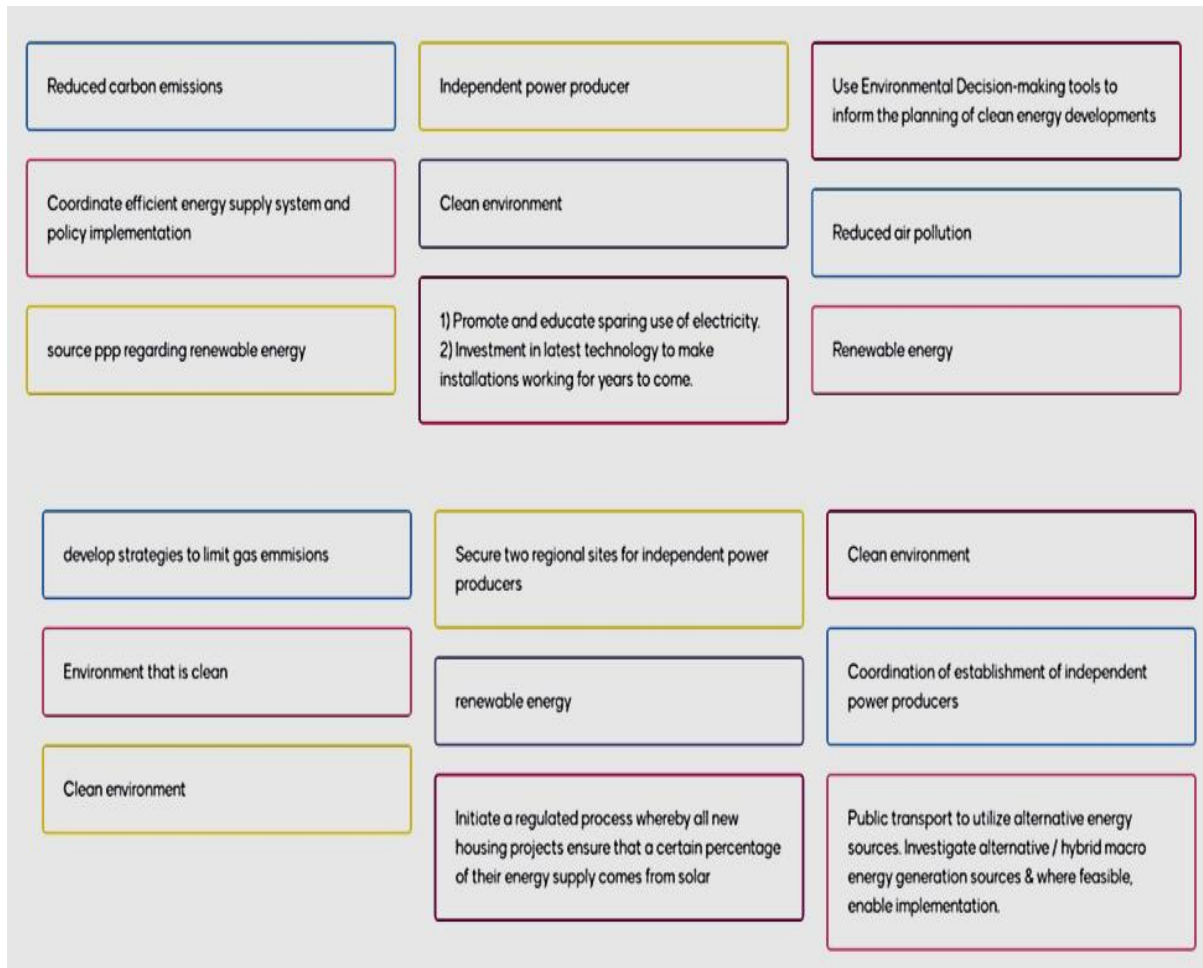 Reduced carbon emissions
Coordinate efficient energy supply system and
policy implementation
source ppp regarding renewable energy
Independent power producer
Clean environment
1) Promote and educate sparing use of electricity.
2) Investment in latest technology to make
installations working for years to come.
Use Environmental Decision-making tools to
inform the planning of clean energy developments
Reduced air pollution
Renewable energy
develop strategies to limit gas emmisions
Environment that is clean
Clean environment
Secure two regional sites for independent power
producers
renewable energy
Initiate a regulated process whereby all new
housing projects ensure that a certain percentage
of their energy supply comes from solar
Clean environment
Coordination of establishment of independent
power producers
Public transport to utilize alternative energy
sources. Investigate alternative / hybrid macro
energy generation sources & where feasible,
enable implementation.